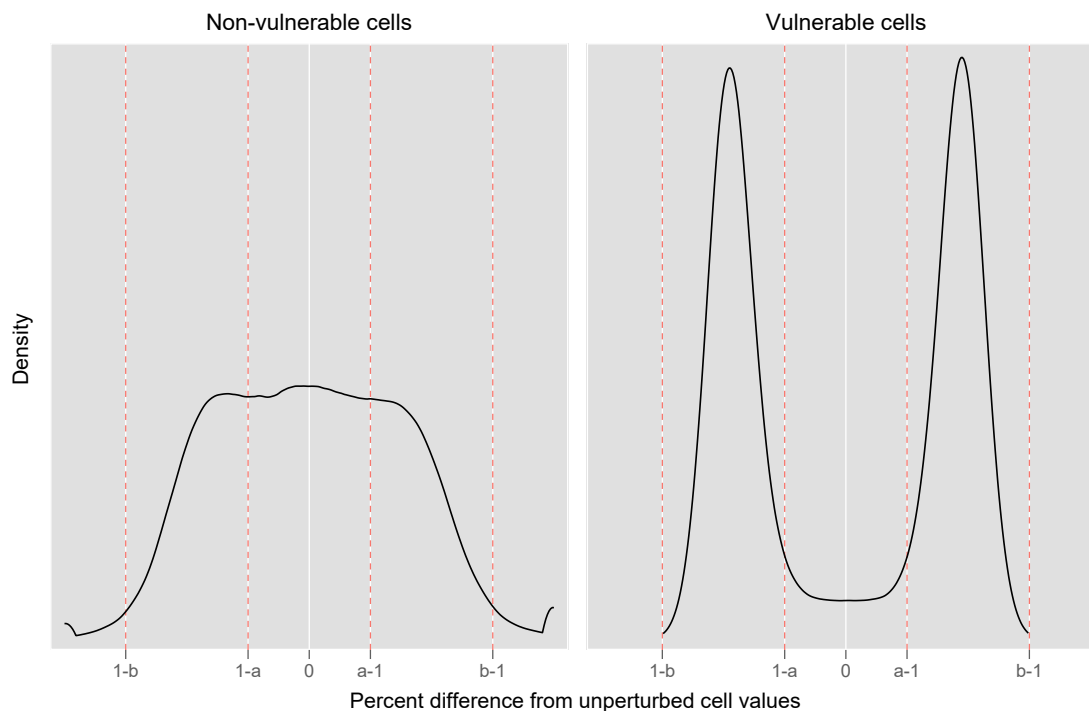 Non-vulnerable cells
Vulnerable cells
Density
1-b 1-a 0 a-1 b-1
1-b 1-a 0 a-1 b-1
Percent difference from unperturbed cell values